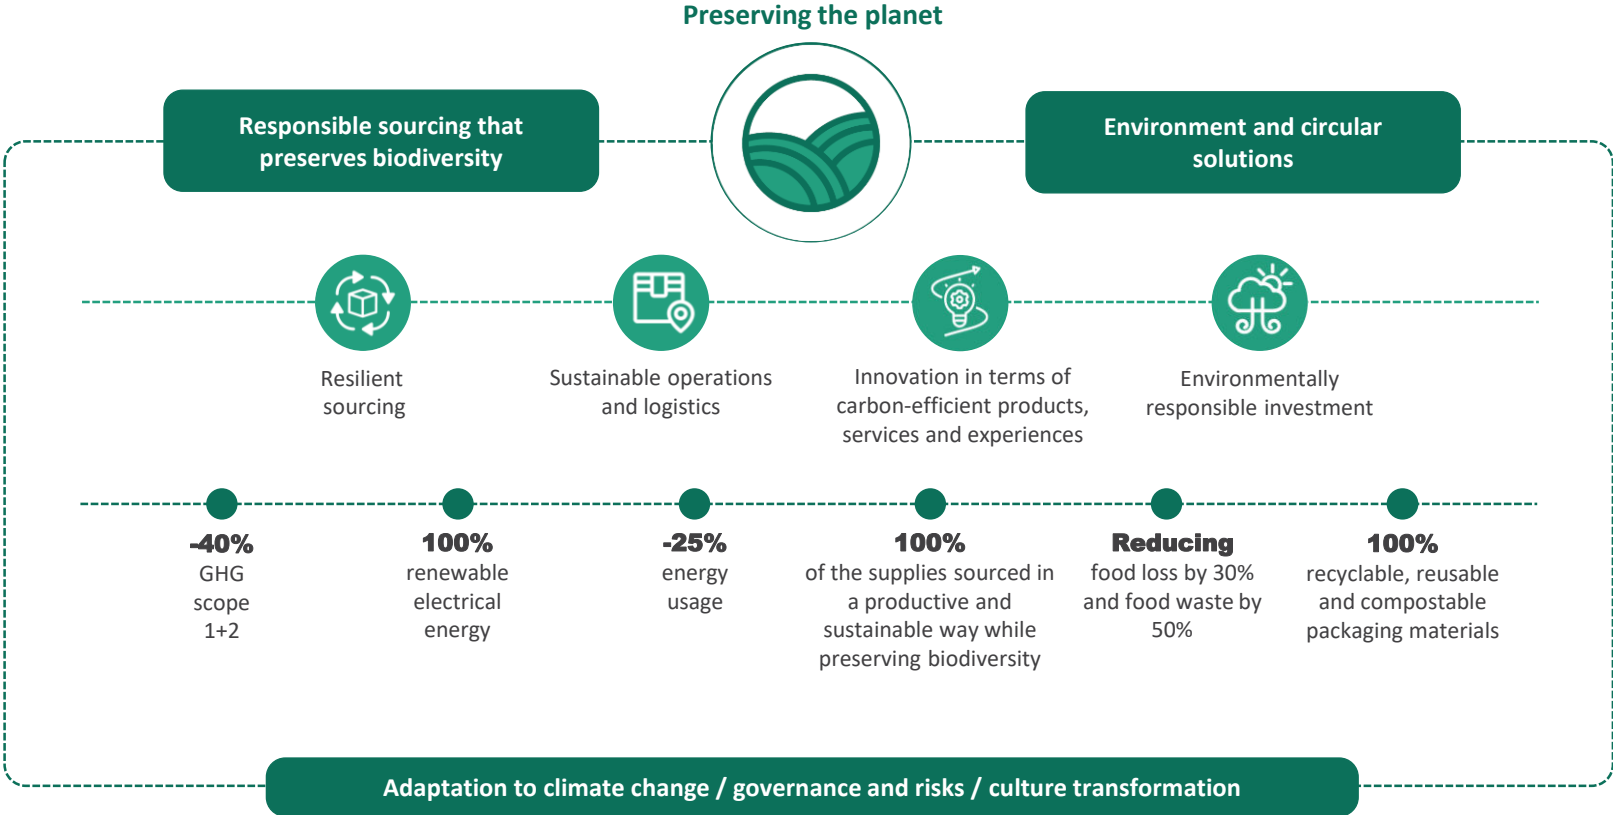 Preserving the planet
Responsible sourcing that
preserves biodiversity
Environment and circular
solutions
Resilient
sourcing
Sustainable operations
and logistics
Innovation in terms of
carbon-efficient products,
services and experiences
Environmentally
responsible investment
-40%
GHG
scope
1+2
100%
renewable
electrical
energy
-25%
energy
usage
100%
of the supplies sourced in
a productive and
sustainable way while
preserving biodiversity
Reducing
food loss by 30%
and food waste by
50%
100%
recyclable, reusable
and compostable
packaging materials
Adaptation to climate change / governance and risks / culture transformation